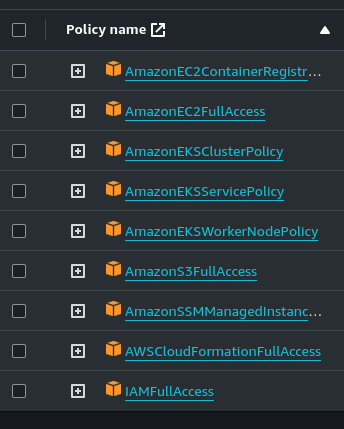 Policy name
AmazonEC2ContainerRegistr...
AmazonEC2FullAccess
AmazonEKSClusterPolicy
AmazonEKSServicePolicy
AmazonEKSWorkerNodePolicy
AmazonS3FullAccess
AmazonSSMManagedInstanc...
AWSCloudFormationFullAccess
IAMFullAccess